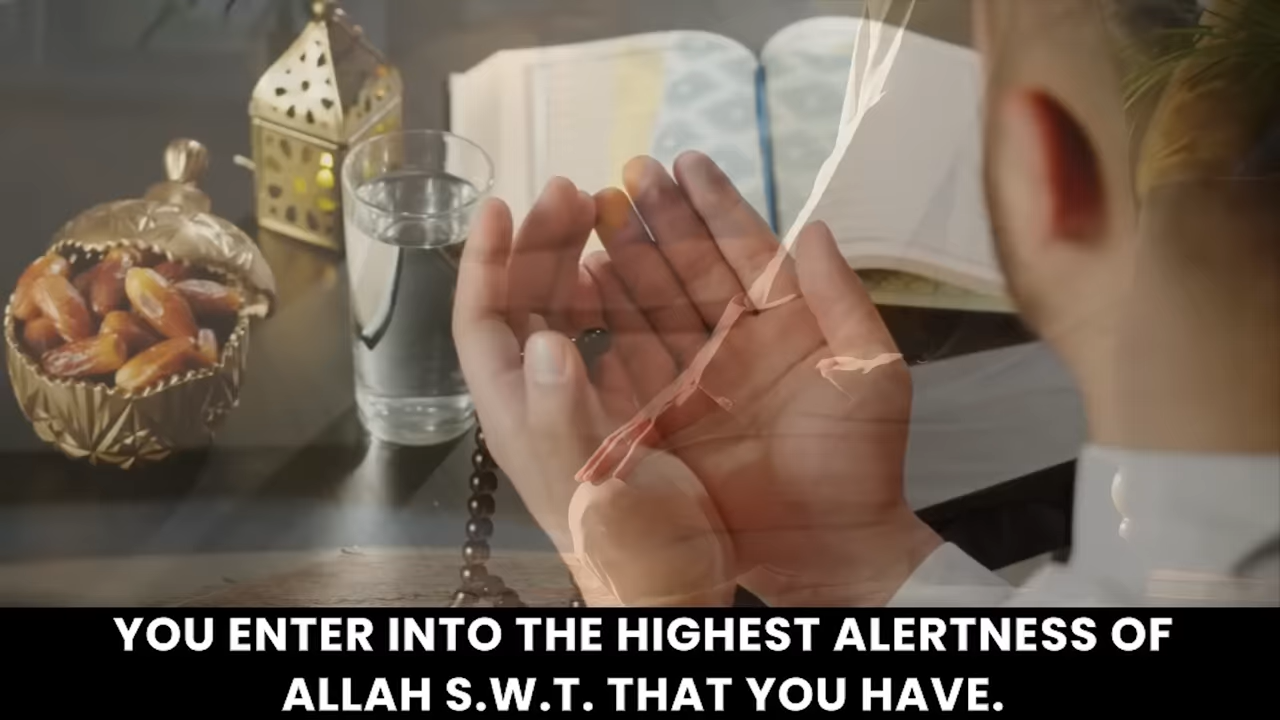 YOU ENTER INTO THE HIGHEST ALERTNESS OF
ALLAH S.W.T. THAT YOU HAVE.